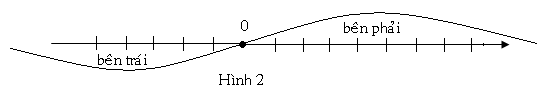 0
bên phải
bên trái
Hình 2